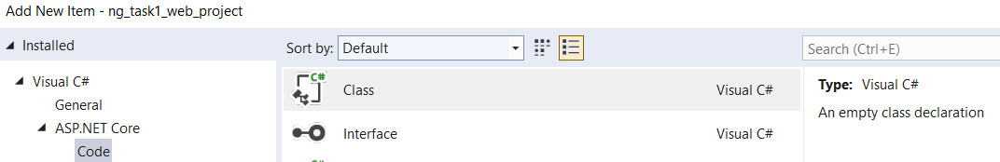 Add New Item - ng_task1_web_project
Installed
Sort by: Default
Search (Ctrl+E)
Visual C#
General
ASP.NET Core
Code
C# Class Visual C#
Interface Visual C#
Type: Visual C#
An empty class declaration